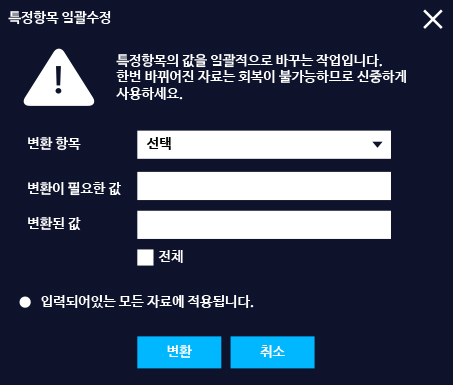 특정항목 일괄수정
특정항목의 값을 일괄적으로 바꾸는 작업입니다.
한번 바뀌어진 자료는 회복이 불가능하므로 신중하게
사용하세요.
변환 항목
선택
변환이 필요한 값
변환된 값
전체
입력되어있는 모든 자료에 적용됩니다.
변환
취소